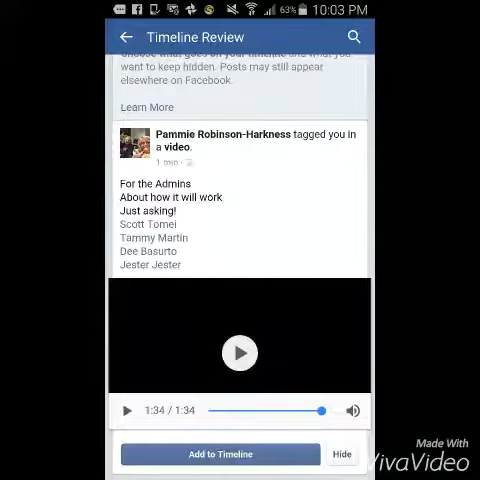 63% 10:03 PM
Timeline Review
Choose what goes on your timeline and what you
want to keep hidden. Posts may still appear
elsewhere on Facebook.
Learn More
Pammie Robinson-Harkness tagged you in
a video.
For the Admins
About how it will work
Just asking!
Scott Tomei
Tammy Martin
Dee Basurto
Jester Jester
1:34 / 1:34
Add to Timeline
Hide
Made With
VivaVideo